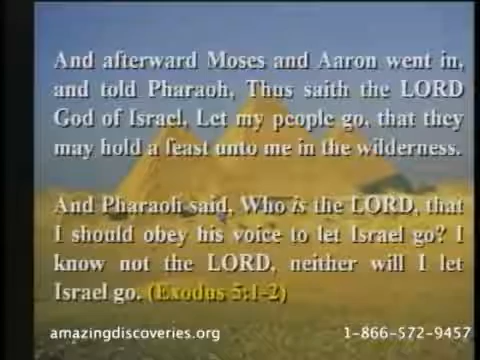 And afterward Moses and Aaron went in,
and told Pharaoh, Thus saith the LORD
God of Israel, Let my people go, that they
may hold a feast unto me in the wilderness.
And Pharaoh said, Who is the LORD, that
I should obey his voice to let Israel go? I
know not the LORD, neither will I let
Israel go. (Exodus 5:1-2)
amazingdiscoveries.org 1-866-572-9457